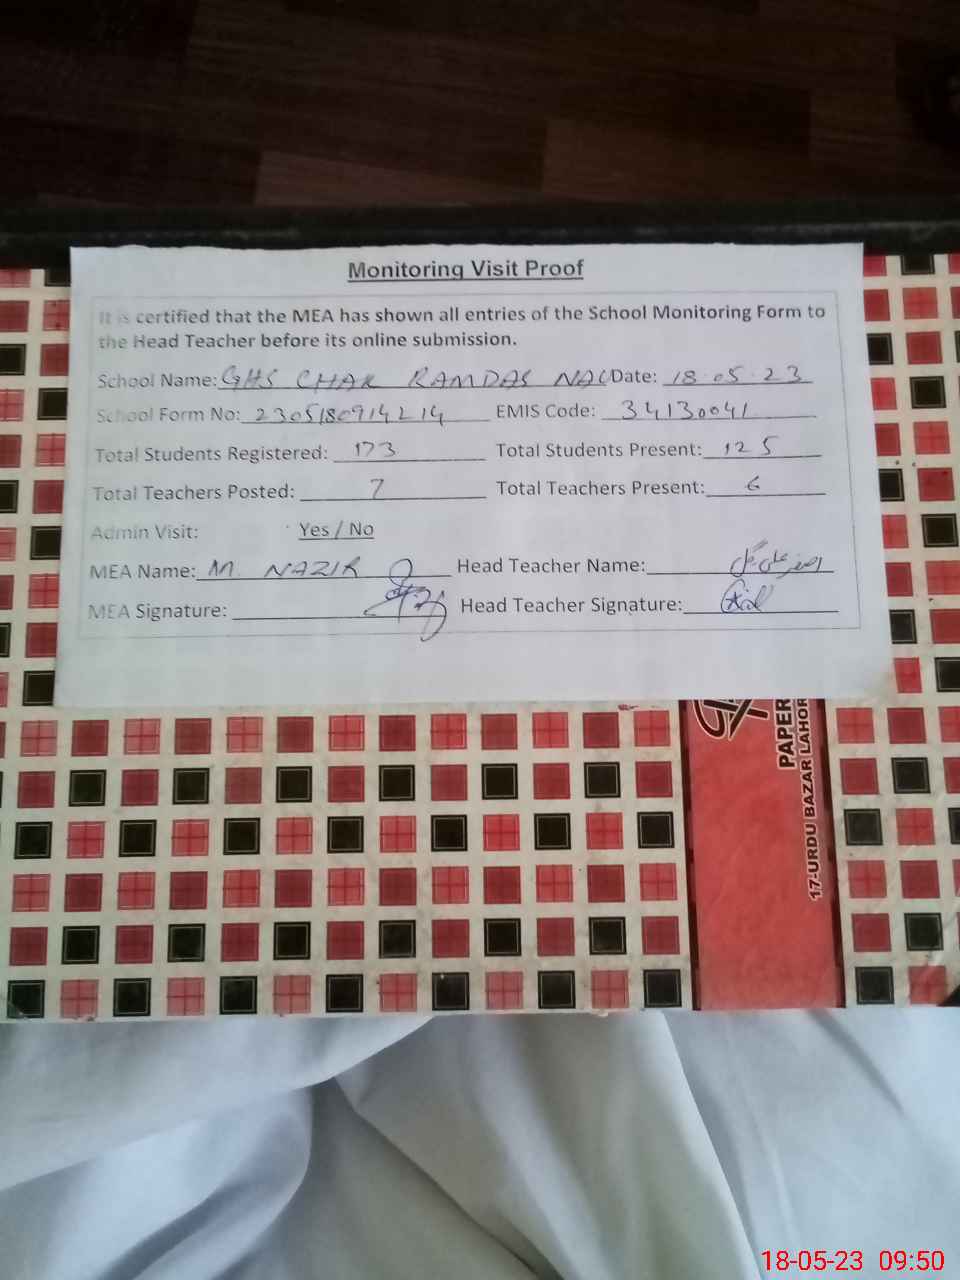 Monitoring Visit Proof
It is certified that the MEA has shown all entries of the School Monitoring Form to
the Head Teacher before its online submission.
School Name: GHS CHAK RAMDAS Date: 18.05.23
School Form No: 2305180914214 EMIS Code: 34130041
Total Students Registered: 173 Total Students Present: 125
Total Teachers Posted: 7 Total Teachers Present: 6
Admin Visit: Yes / No
MEA Name: M. NAZIR Head Teacher Name:
MEA Signature: Head Teacher Signature:
PAPER
17-URDU BAZAR LAHOR
18-05-23 09:50